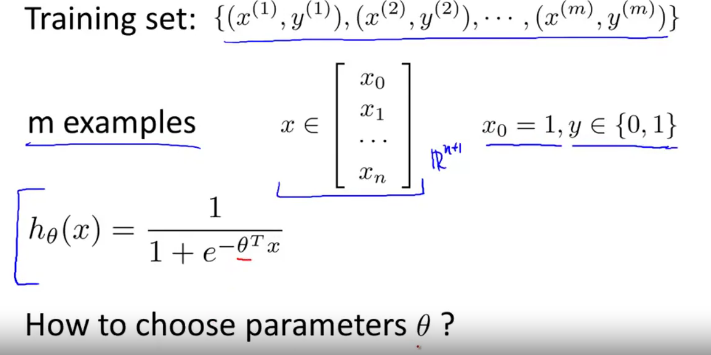 Training set: {(x^(1), y^(1)), (x^(2), y^(2)), ⋯ , (x^(m), y^(m))}
m examples x ∈ [x_0 x_1 ⋯ x_n] ℝ^(n+1) x_0 = 1, y ∈ {0, 1}
h_θ(x) = 1 / (1 + e^(−θ^T x))
How to choose parameters θ ?